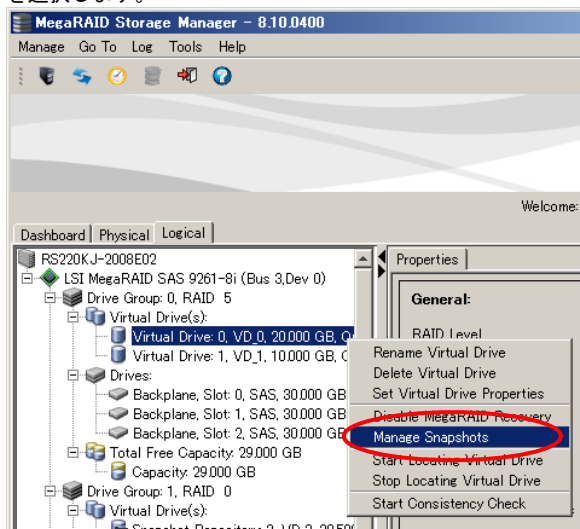 を選択します。
MegaRAID Storage Manager - 8.10.0400
Manage Go To Log Tools Help
Welcome:
Dashboard Physical Logical
RS220KJ-2008E02
LSI MegaRAID SAS 9261-8i (Bus 3,Dev 0)
Drive Group: 0, RAID 5
Virtual Drive(s):
Virtual Drive: 0, VD_0, 20.000 GB, O
Virtual Drive: 1, VD_1, 10.000 GB, O
Drives:
Backplane, Slot: 0, SAS, 30.000 GB
Backplane, Slot: 1, SAS, 30.000 GB
Backplane, Slot: 2, SAS, 30.000 GB
Total Free Capacity: 29.000 GB
Capacity: 29.000 GB
Drive Group: 1, RAID 0
Virtual Drive(s):
Properties
General:
RAID Level
Rename Virtual Drive
Delete Virtual Drive
Set Virtual Drive Properties
Disable MegaRAID Recovery
Manage Snapshots
Start Locating Virtual Drive
Stop Locating Virtual Drive
Start Consistency Check